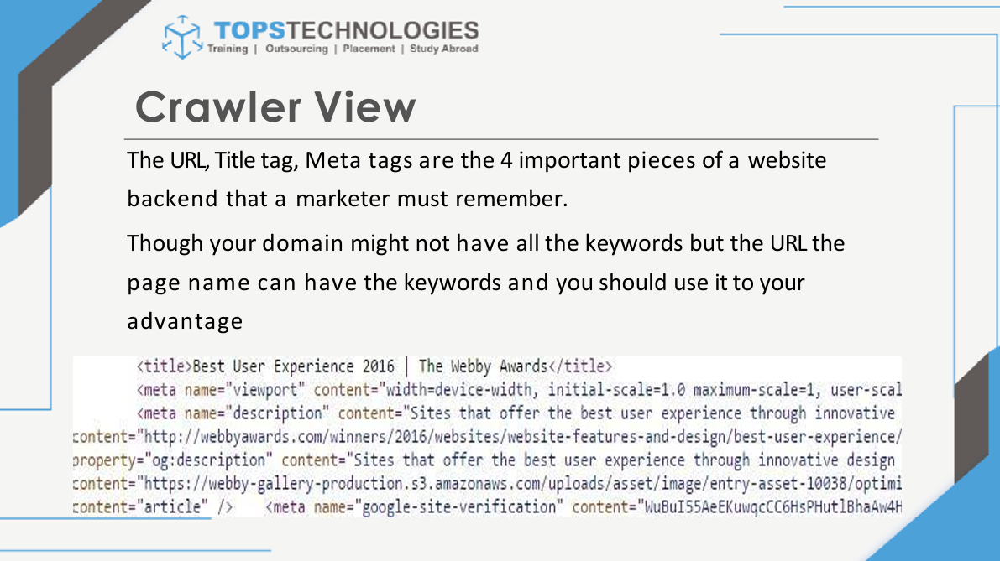 TOPSTECHNOLOGIES
Training | Outsourcing | Placement | Study Abroad
Crawler View
The URL, Title tag, Meta tags are the 4 important pieces of a website
backend that a marketer must remember.
Though your domain might not have all the keywords but the URL the
page name can have the keywords and you should use it to your
advantage
<title>Best User Experience 2016 | The Webby Awards</title>
<meta name="viewport" content="width=device-width, initial-scale=1.0 maximum-scale=1, user-scal
<meta name="description" content="Sites that offer the best user experience through innovative
content="http://webbyawards.com/winners/2016/websites/website-features-and-design/best-user-experience/
property="og:description" content="Sites that offer the best user experience through innovative design
content="https://webby-gallery-production.s3.amazonaws.com/uploads/asset/image/entry-asset-10038/optimi
content="article" /> <meta name="google-site-verification" content="WuBuI55AeEKuwqcCC6HsPHutlBhaAw4H